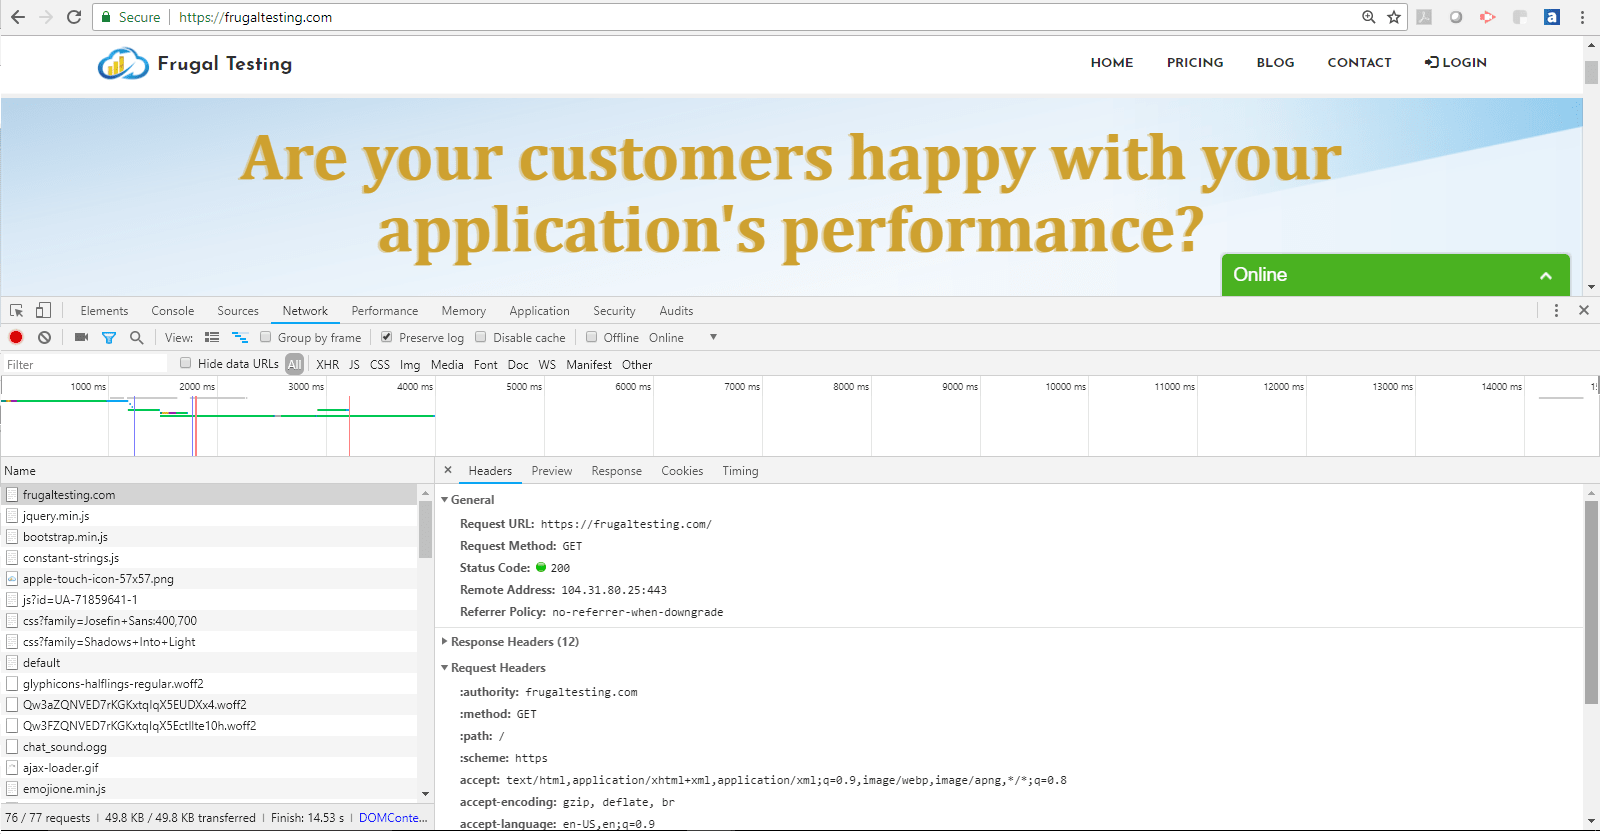 Secure https://frugaltesting.com
Frugal Testing
HOME PRICING BLOG CONTACT LOGIN
Are your customers happy with your
application's performance?
Online
Elements Console Sources Network Performance Memory Application Security Audits
View: Group by frame Preserve log Disable cache Offline Online
Filter Hide data URLs All XHR JS CSS Img Media Font Doc WS Manifest Other
1000 ms 2000 ms 3000 ms 4000 ms 5000 ms 6000 ms 7000 ms 8000 ms 9000 ms 10000 ms 11000 ms 12000 ms 13000 ms 14000 ms
Name
frugaltesting.com
jquery.min.js
bootstrap.min.js
constant-strings.js
apple-touch-icon-57x57.png
js?id=UA-71859641-1
css?family=Josefin+Sans:400,700
css?family=Shadows+Into+Light
default
glyphicons-halflings-regular.woff2
Qw3aZQNVED7rKGKxtqIqX5EUDXx4.woff2
Qw3FZQNVED7rKGKxtqIqX5Ectllte10h.woff2
chat_sound.ogg
ajax-loader.gif
emojione.min.js
76 / 77 requests | 49.8 KB / 49.8 KB transferred | Finish: 14.53 s | DOMConte...
Headers Preview Response Cookies Timing
General
Request URL: https://frugaltesting.com/
Request Method: GET
Status Code: 200
Remote Address: 104.31.80.25:443
Referrer Policy: no-referrer-when-downgrade
Response Headers (12)
Request Headers
:authority: frugaltesting.com
:method: GET
:path: /
:scheme: https
accept: text/html,application/xhtml+xml,application/xml;q=0.9,image/webp,image/apng,*/*;q=0.8
accept-encoding: gzip, deflate, br
accept-language: en-US,en;q=0.9